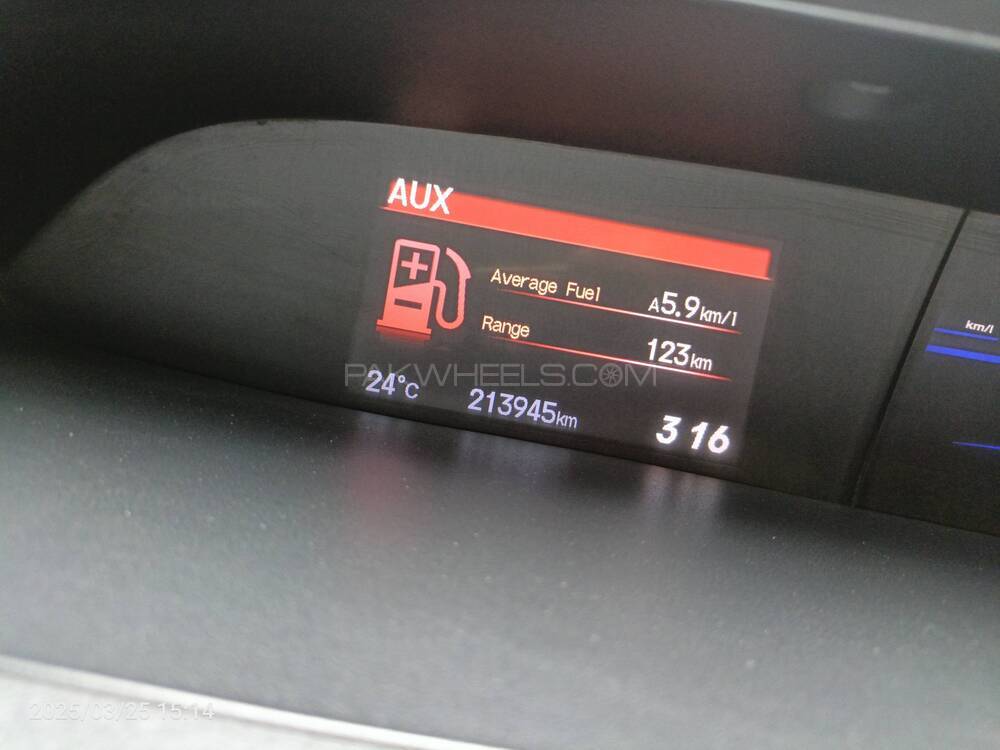 AUX
Average Fuel
A5.9km/l
Range
123km
PAKWHEELS.COM
24°C
213945km
3 16
km/l
2025/03/25 15:14